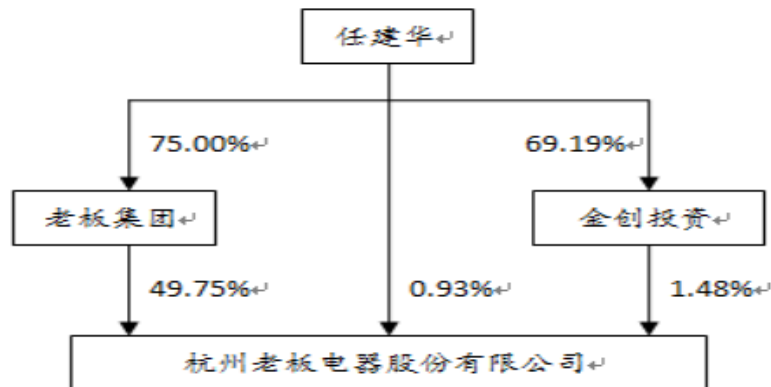 任建华↵
75.00%↵
69.19%↵
老板集团↵
金创投资↵
49.75%↵
0.93%↵
1.48%↵
杭州老板电器股份有限公司↵